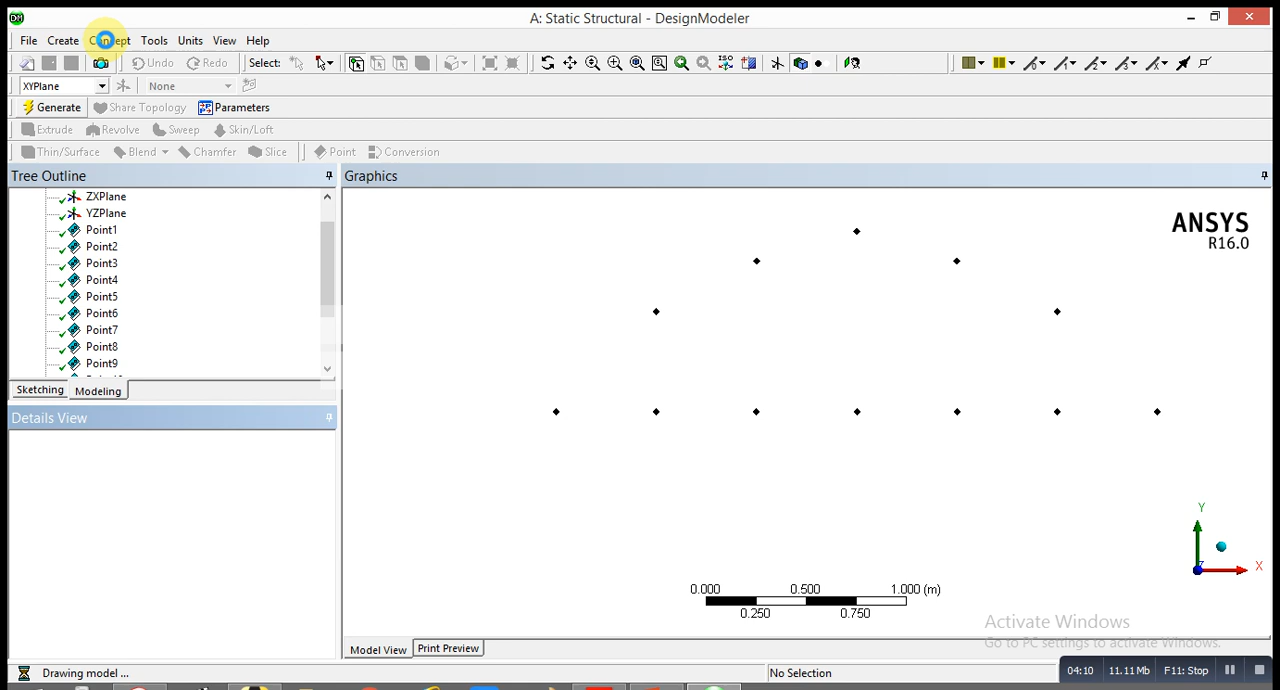 DM A: Static Structural - DesignModeler
File Create Concept Tools Units View Help
Undo Redo Select: ISO
XYPlane None
Generate Share Topology Parameters
Extrude Revolve Sweep Skin/Loft
Thin/Surface Blend Chamfer Slice Point Conversion
Tree Outline
ZXPlane
YZPlane
Point1
Point2
Point3
Point4
Point5
Point6
Point7
Point8
Point9
Sketching Modeling
Details View
Graphics
ANSYS
R16.0
Y
X
Z
0.000 0.500 1.000 (m)
0.250 0.750
Activate Windows
Go to PC settings to activate Windows.
Model View Print Preview
Drawing model ... No Selection
04:10 11.11 Mb F11: Stop